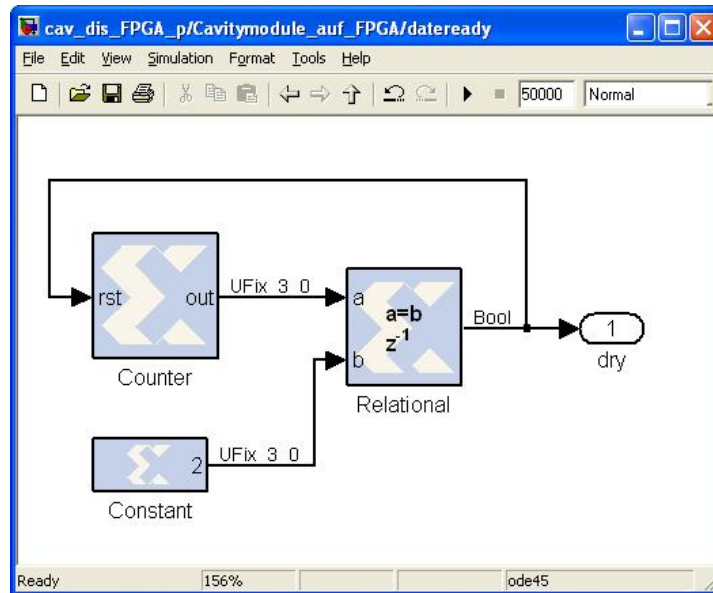 cav_dis_FPGA_p/Cavitymodule_auf_FPGA/dateready
File Edit View Simulation Format Tools Help
50000 Normal
rst out
UFix_3_0
Counter
a
b
a=b
z-1
Relational
Bool
1
dry
2
UFix_3_0
Constant
Ready 156% ode45